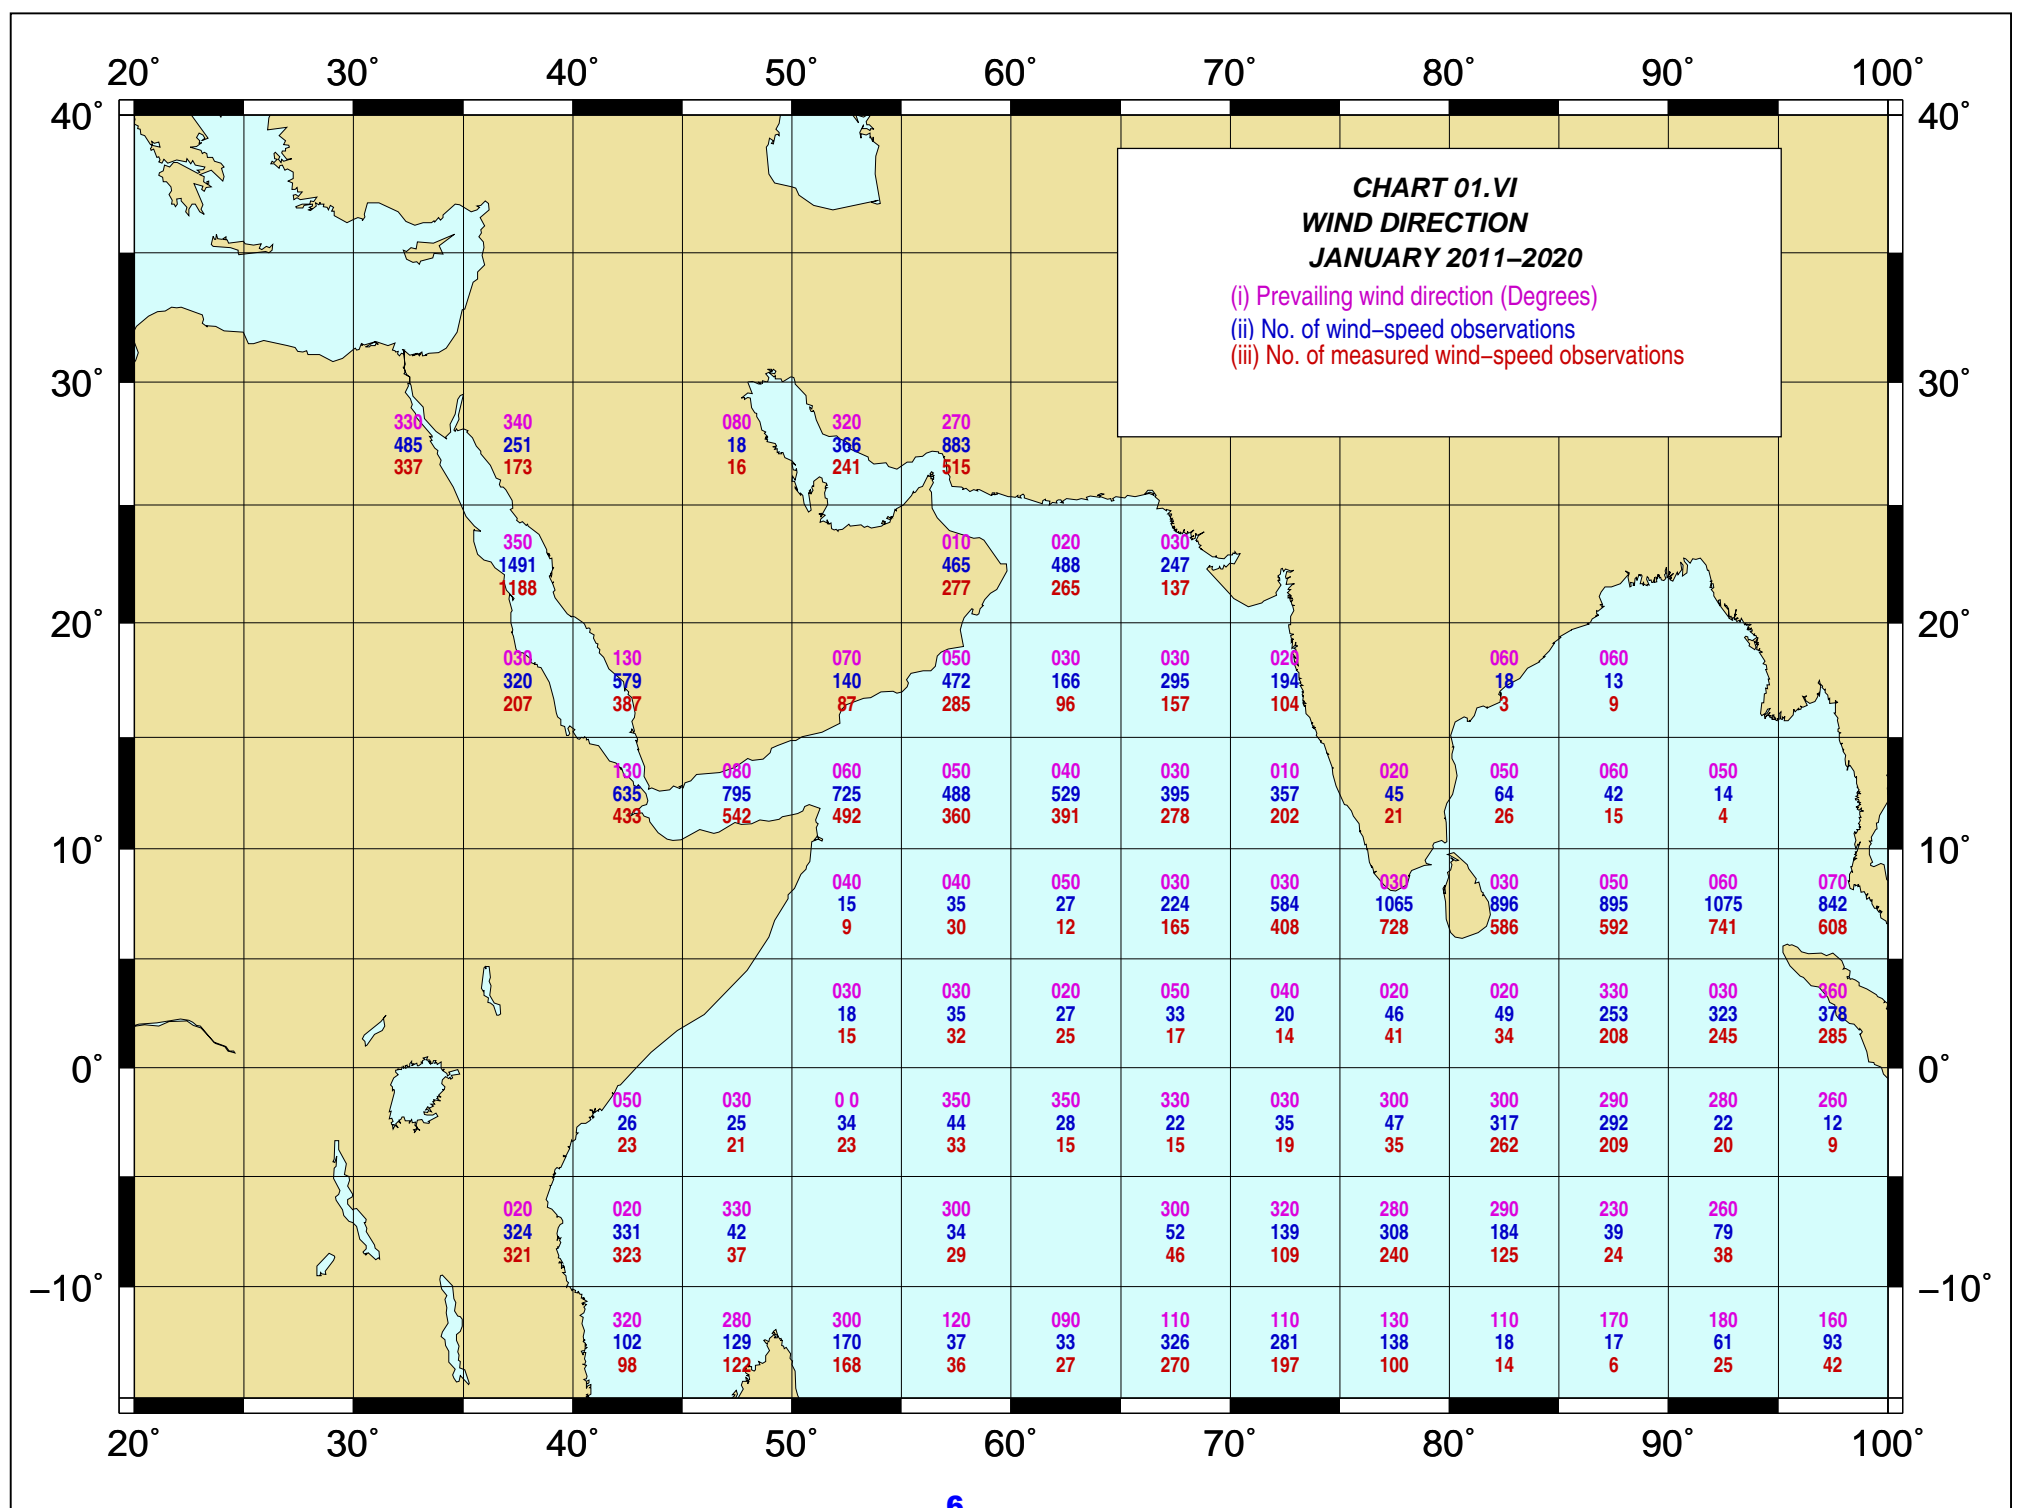 20° 30° 40° 50° 60° 70° 80° 90° 100°
40° 40°
CHART 01.VI
WIND DIRECTION
JANUARY 2011–2020
(i) Prevailing wind direction (Degrees)
(ii) No. of wind–speed observations
(iii) No. of measured wind–speed observations
30° 30°
330 340 080 320 270
485 251 18 366 883
337 173 16 241 515
350 010 020 030
1491 465 488 247
1188 277 265 137
20° 20°
030 130 070 050 030 030 020 060 060
320 579 140 472 166 295 194 18 13
207 387 87 285 96 157 104 3 9
130 080 060 050 040 030 010 020 050 060 050
635 795 725 488 529 395 357 45 64 42 14
433 542 492 360 391 278 202 21 26 15 4
10° 10°
040 040 050 030 030 030 030 050 060 070
15 35 27 224 584 1065 896 895 1075 842
9 30 12 165 408 728 586 592 741 608
030 030 020 050 040 020 020 330 030 360
18 35 27 33 20 46 49 253 323 378
15 32 25 17 14 41 34 208 245 285
0° 0°
050 030 0 0 350 350 330 030 300 300 290 280 260
26 25 34 44 28 22 35 47 317 292 22 12
23 21 23 33 15 15 19 35 262 209 20 9
020 020 330 300 300 320 280 290 230 260
324 331 42 34 52 139 308 184 39 79
321 323 37 29 46 109 240 125 24 38
–10° –10°
320 280 300 120 090 110 110 130 110 170 180 160
102 129 170 37 33 326 281 138 18 17 61 93
98 122 168 36 27 270 197 100 14 6 25 42
20° 30° 40° 50° 60° 70° 80° 90° 100°
6